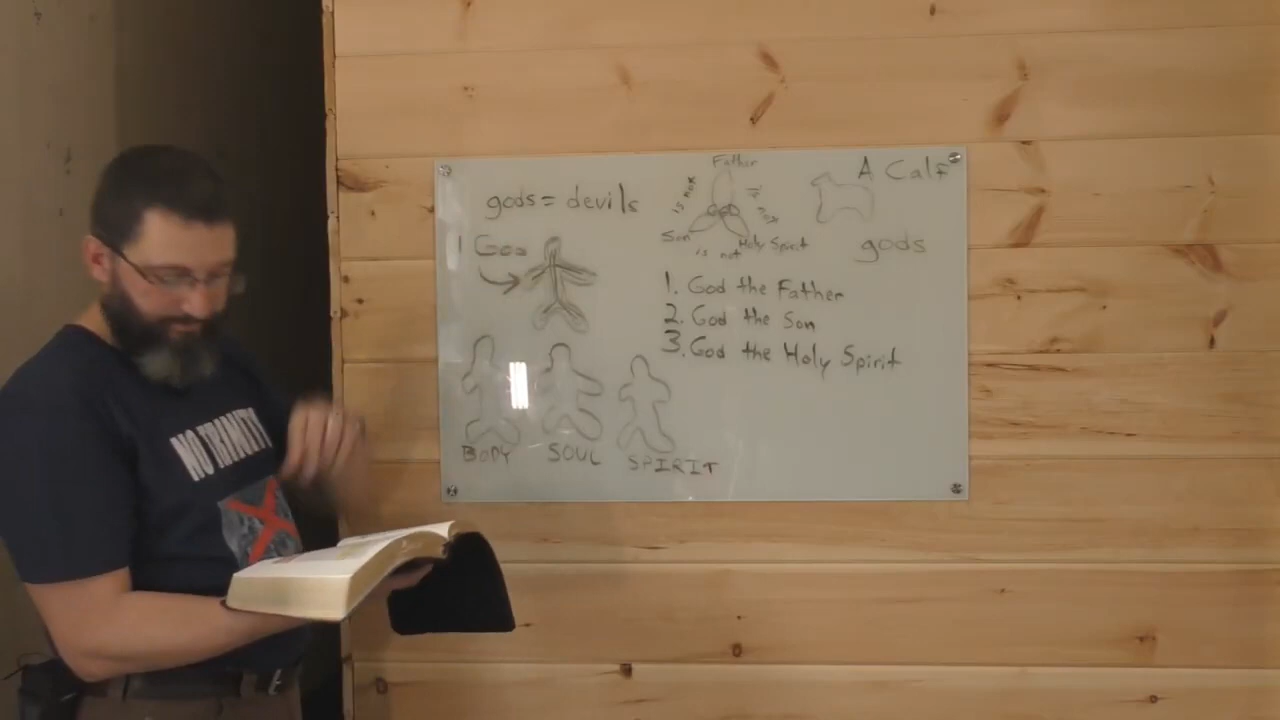 gods = devils
1 God
BODY
SOUL
SPIRIT
Father
is not
is not
God
Son
is not
Holy Spirit
A Calf
gods
1. God the Father
2. God the Son
3. God the Holy Spirit
NO TRINITY